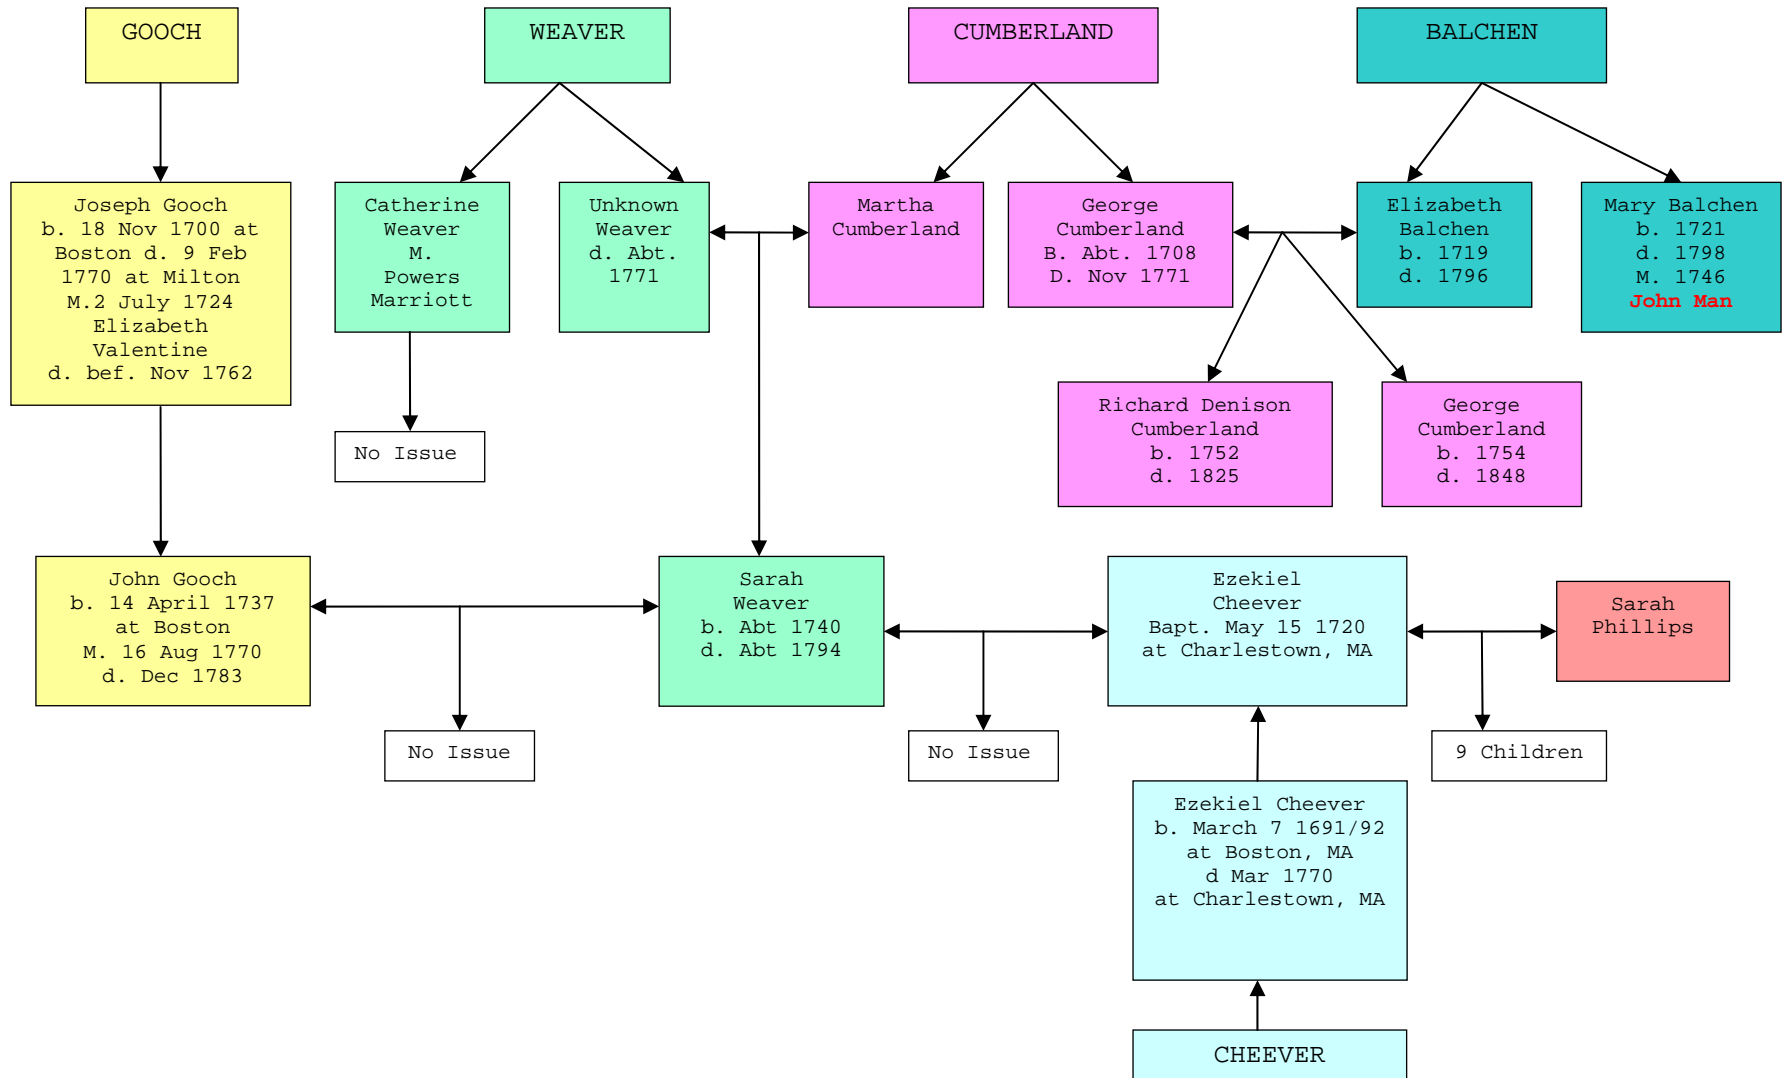 GOOCH
WEAVER
CUMBERLAND
BALCHEN
Joseph Gooch
b. 18 Nov 1700 at
Boston d. 9 Feb
1770 at Milton
M.2 July 1724
Elizabeth
Valentine
d. bef. Nov 1762
Catherine
Weaver
M.
Powers
Marriott
Unknown
Weaver
d. Abt.
1771
Martha
Cumberland
George
Cumberland
B. Abt. 1708
D. Nov 1771
Elizabeth
Balchen
b. 1719
d. 1796
Mary Balchen
b. 1721
d. 1798
M. 1746
John Man
No Issue
Richard Denison
Cumberland
b. 1752
d. 1825
George
Cumberland
b. 1754
d. 1848
John Gooch
b. 14 April 1737
at Boston
M. 16 Aug 1770
d. Dec 1783
Sarah
Weaver
b. Abt 1740
d. Abt 1794
Ezekiel
Cheever
Bapt. May 15 1720
at Charlestown, MA
Sarah
Phillips
No Issue
No Issue
9 Children
Ezekiel Cheever
b. March 7 1691/92
at Boston, MA
d Mar 1770
at Charlestown, MA
CHEEVER